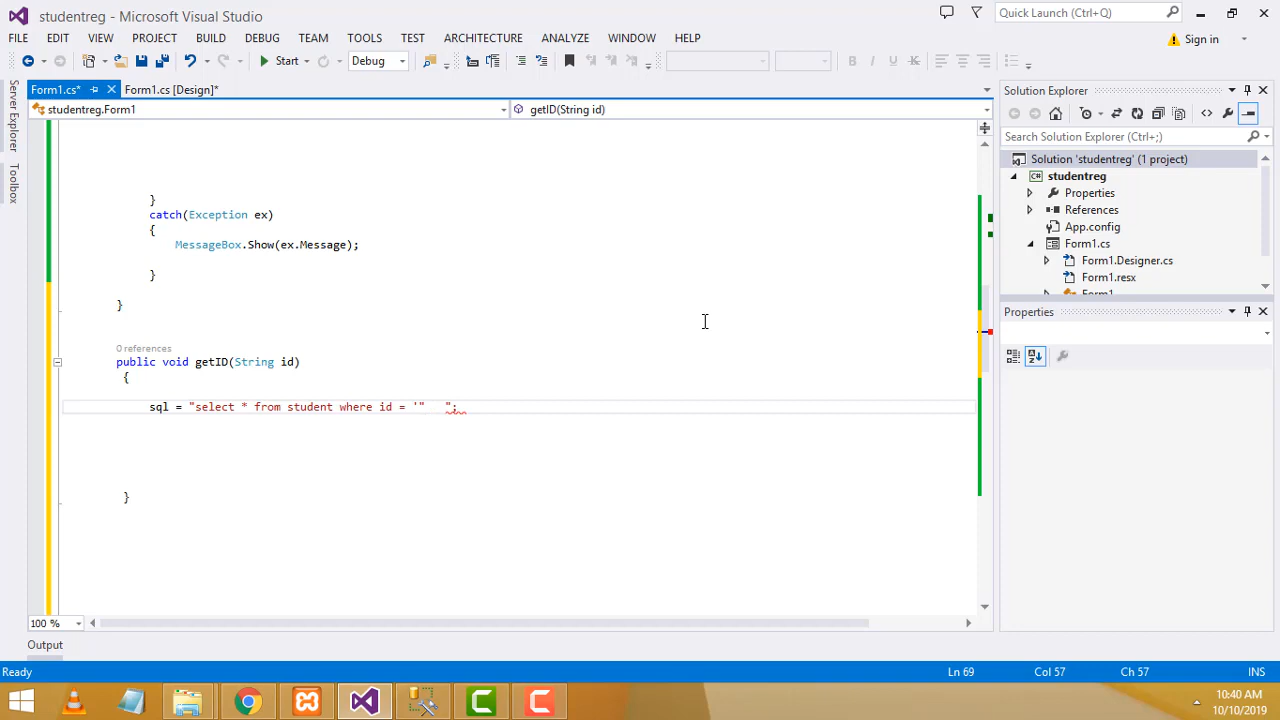 studentreg - Microsoft Visual Studio
Quick Launch (Ctrl+Q)
FILE EDIT VIEW PROJECT BUILD DEBUG TEAM TOOLS TEST ARCHITECTURE ANALYZE WINDOW HELP
Sign in
Start
Debug
Server Explorer
Toolbox
Form1.cs*
Form1.cs [Design]*
studentreg.Form1
getID(String id)
}
catch(Exception ex)
{
MessageBox.Show(ex.Message);
}
}
0 references
public void getID(String id)
{
sql = "select * from student where id = '"   ";
}
100 %
Output
Solution Explorer
Search Solution Explorer (Ctrl+;)
Solution 'studentreg' (1 project)
C# studentreg
Properties
References
App.config
Form1.cs
Form1.Designer.cs
Form1.resx
Form1
Properties
Ready
Ln 69
Col 57
Ch 57
INS
10:40 AM
10/10/2019